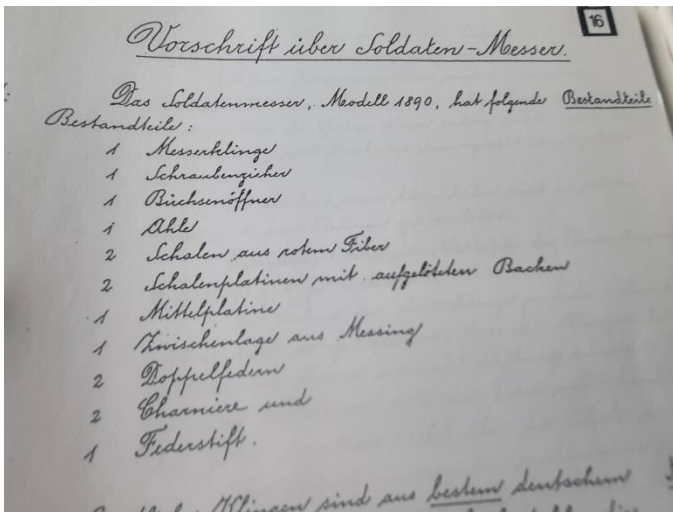 16
Vorschrift über Soldaten-Messer.
Das Soldatenmesser, Modell 1890, hat folgende Bestandteile
Bestandteile:
1 Messerklinge
1 Schraubenzieher
1 Büchsenöffner
1 Ahle
2 Schalen aus rotem Fiber
2 Schalenplatinen mit aufgelöteten Backen
1 Mittelplatine
1 Zwischenlage aus Messing
2 Doppelfedern
2 Charniere und
1 Federstift.
Klingen sind aus bestem deutschem